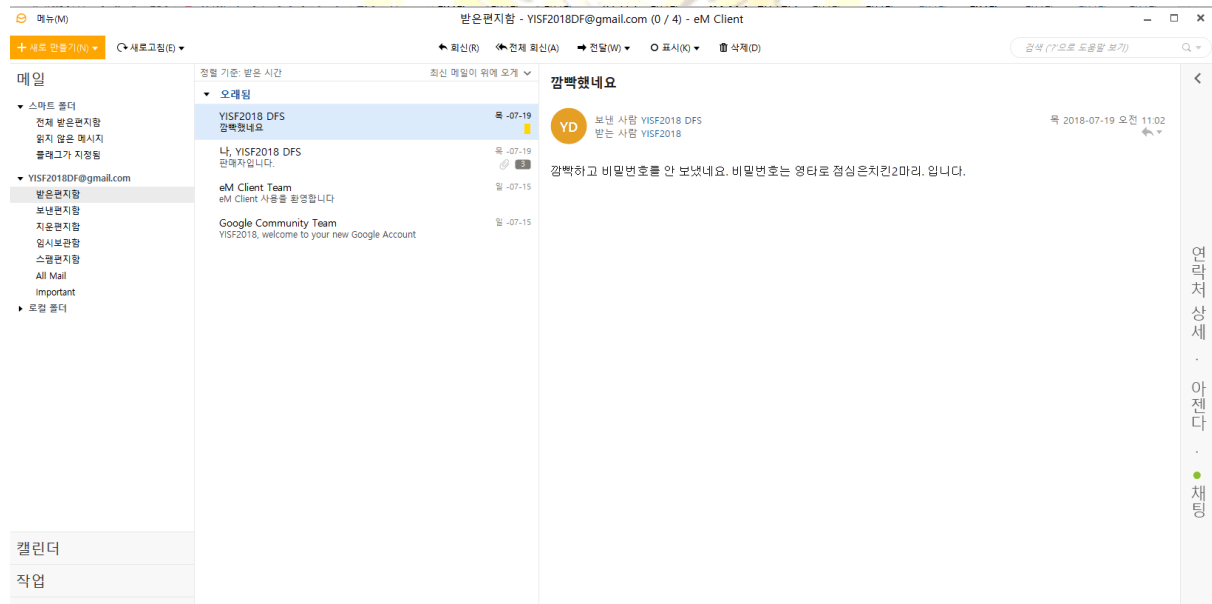 메뉴(M)
받은편지함 - YISF2018DF@gmail.com (0 / 4) - eM Client
새로 만들기(N)
새로고침(E)
회신(R)
전체 회신(A)
전달(W)
표시(K)
삭제(D)
검색 ('?'으로 도움말 보기)
메일
스마트 폴더
전체 받은편지함
읽지 않은 메시지
플래그가 지정됨
YISF2018DF@gmail.com
받은편지함
보낸편지함
지운편지함
임시보관함
스팸편지함
All Mail
Important
로컬 폴더
캘린더
작업
정렬 기준: 받은 시간
최신 메일이 위에 오게
오래됨
YISF2018 DFS
목 -07-19
깜빡했네요
나, YISF2018 DFS
목 -07-19
판매자입니다.
3
eM Client Team
일 -07-15
eM Client 사용을 환영합니다
Google Community Team
일 -07-15
YISF2018, welcome to your new Google Account
깜빡했네요
YD
보낸 사람 YISF2018 DFS
받는 사람 YISF2018
목 2018-07-19 오전 11:02
깜빡하고 비밀번호를 안 보냈네요. 비밀번호는 영타로 점심은치킨2마리. 입니다.
연락처 상세 · 아젠다 · 채팅